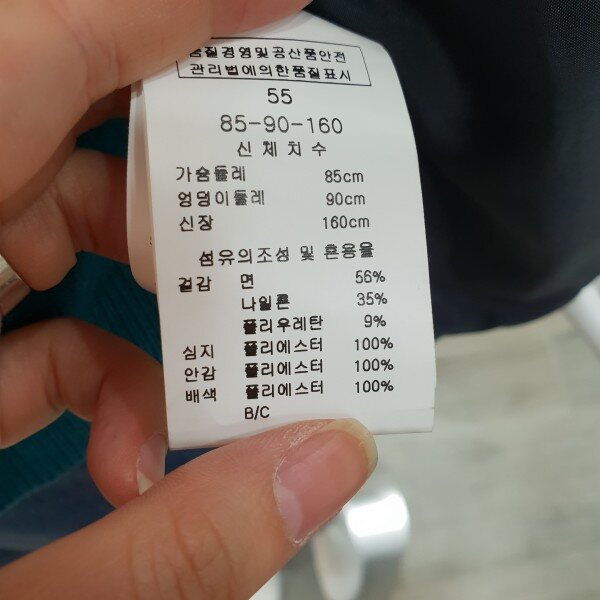 품질경영및공산품안전
관리법에의한품질표시
55
85-90-160
신체치수
가슴둘레 85cm
엉덩이둘레 90cm
신장 160cm
섬유의조성 및 혼용율
겉감 면 56%
나일론 35%
폴리우레탄 9%
심지 폴리에스터 100%
안감 폴리에스터 100%
배색 폴리에스터 100%
B/C